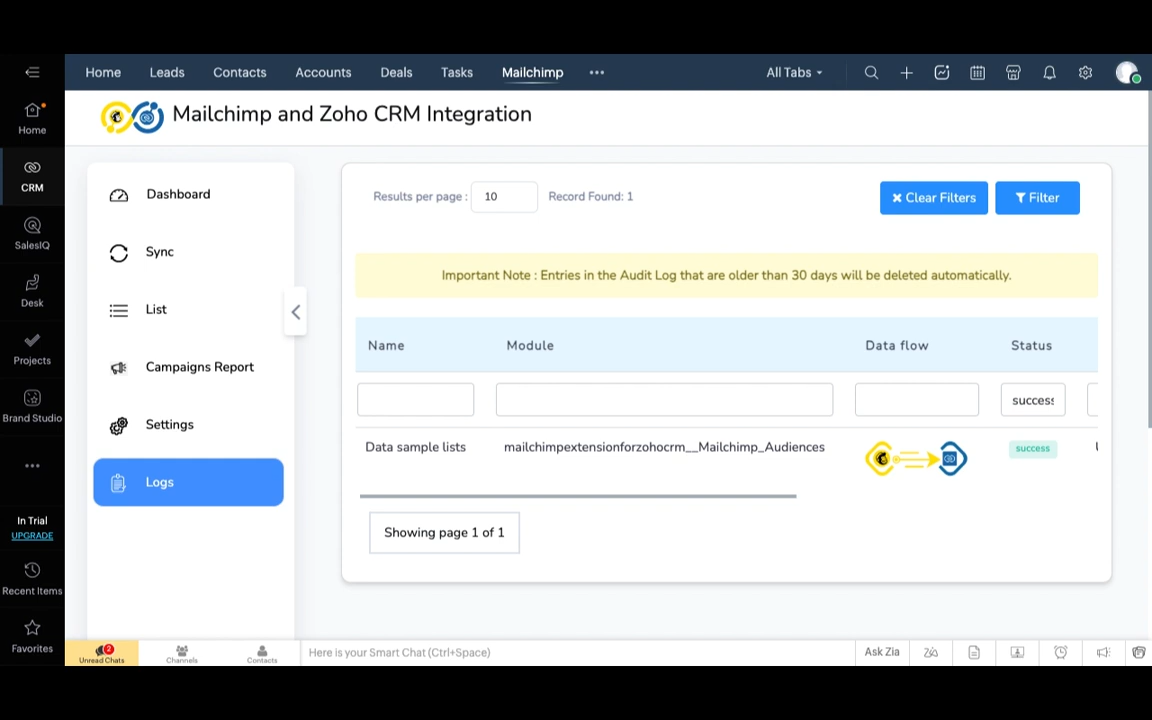 Home
Leads
Contacts
Accounts
Deals
Tasks
Mailchimp
All Tabs
Home
CRM
SalesIQ
Desk
Projects
Brand Studio
In Trial
UPGRADE
Recent Items
Favorites
Mailchimp and Zoho CRM Integration
Dashboard
Sync
List
Campaigns Report
Settings
Logs
Results per page :
10
Record Found: 1
Clear Filters
Filter
Important Note : Entries in the Audit Log that are older than 30 days will be deleted automatically.
Name
Module
Data flow
Status
success
Data sample lists
mailchimpextensionforzohocrm__Mailchimp_Audiences
success
Showing page 1 of 1
2
Unread Chats
Channels
Contacts
Here is your Smart Chat (Ctrl+Space)
Ask Zia